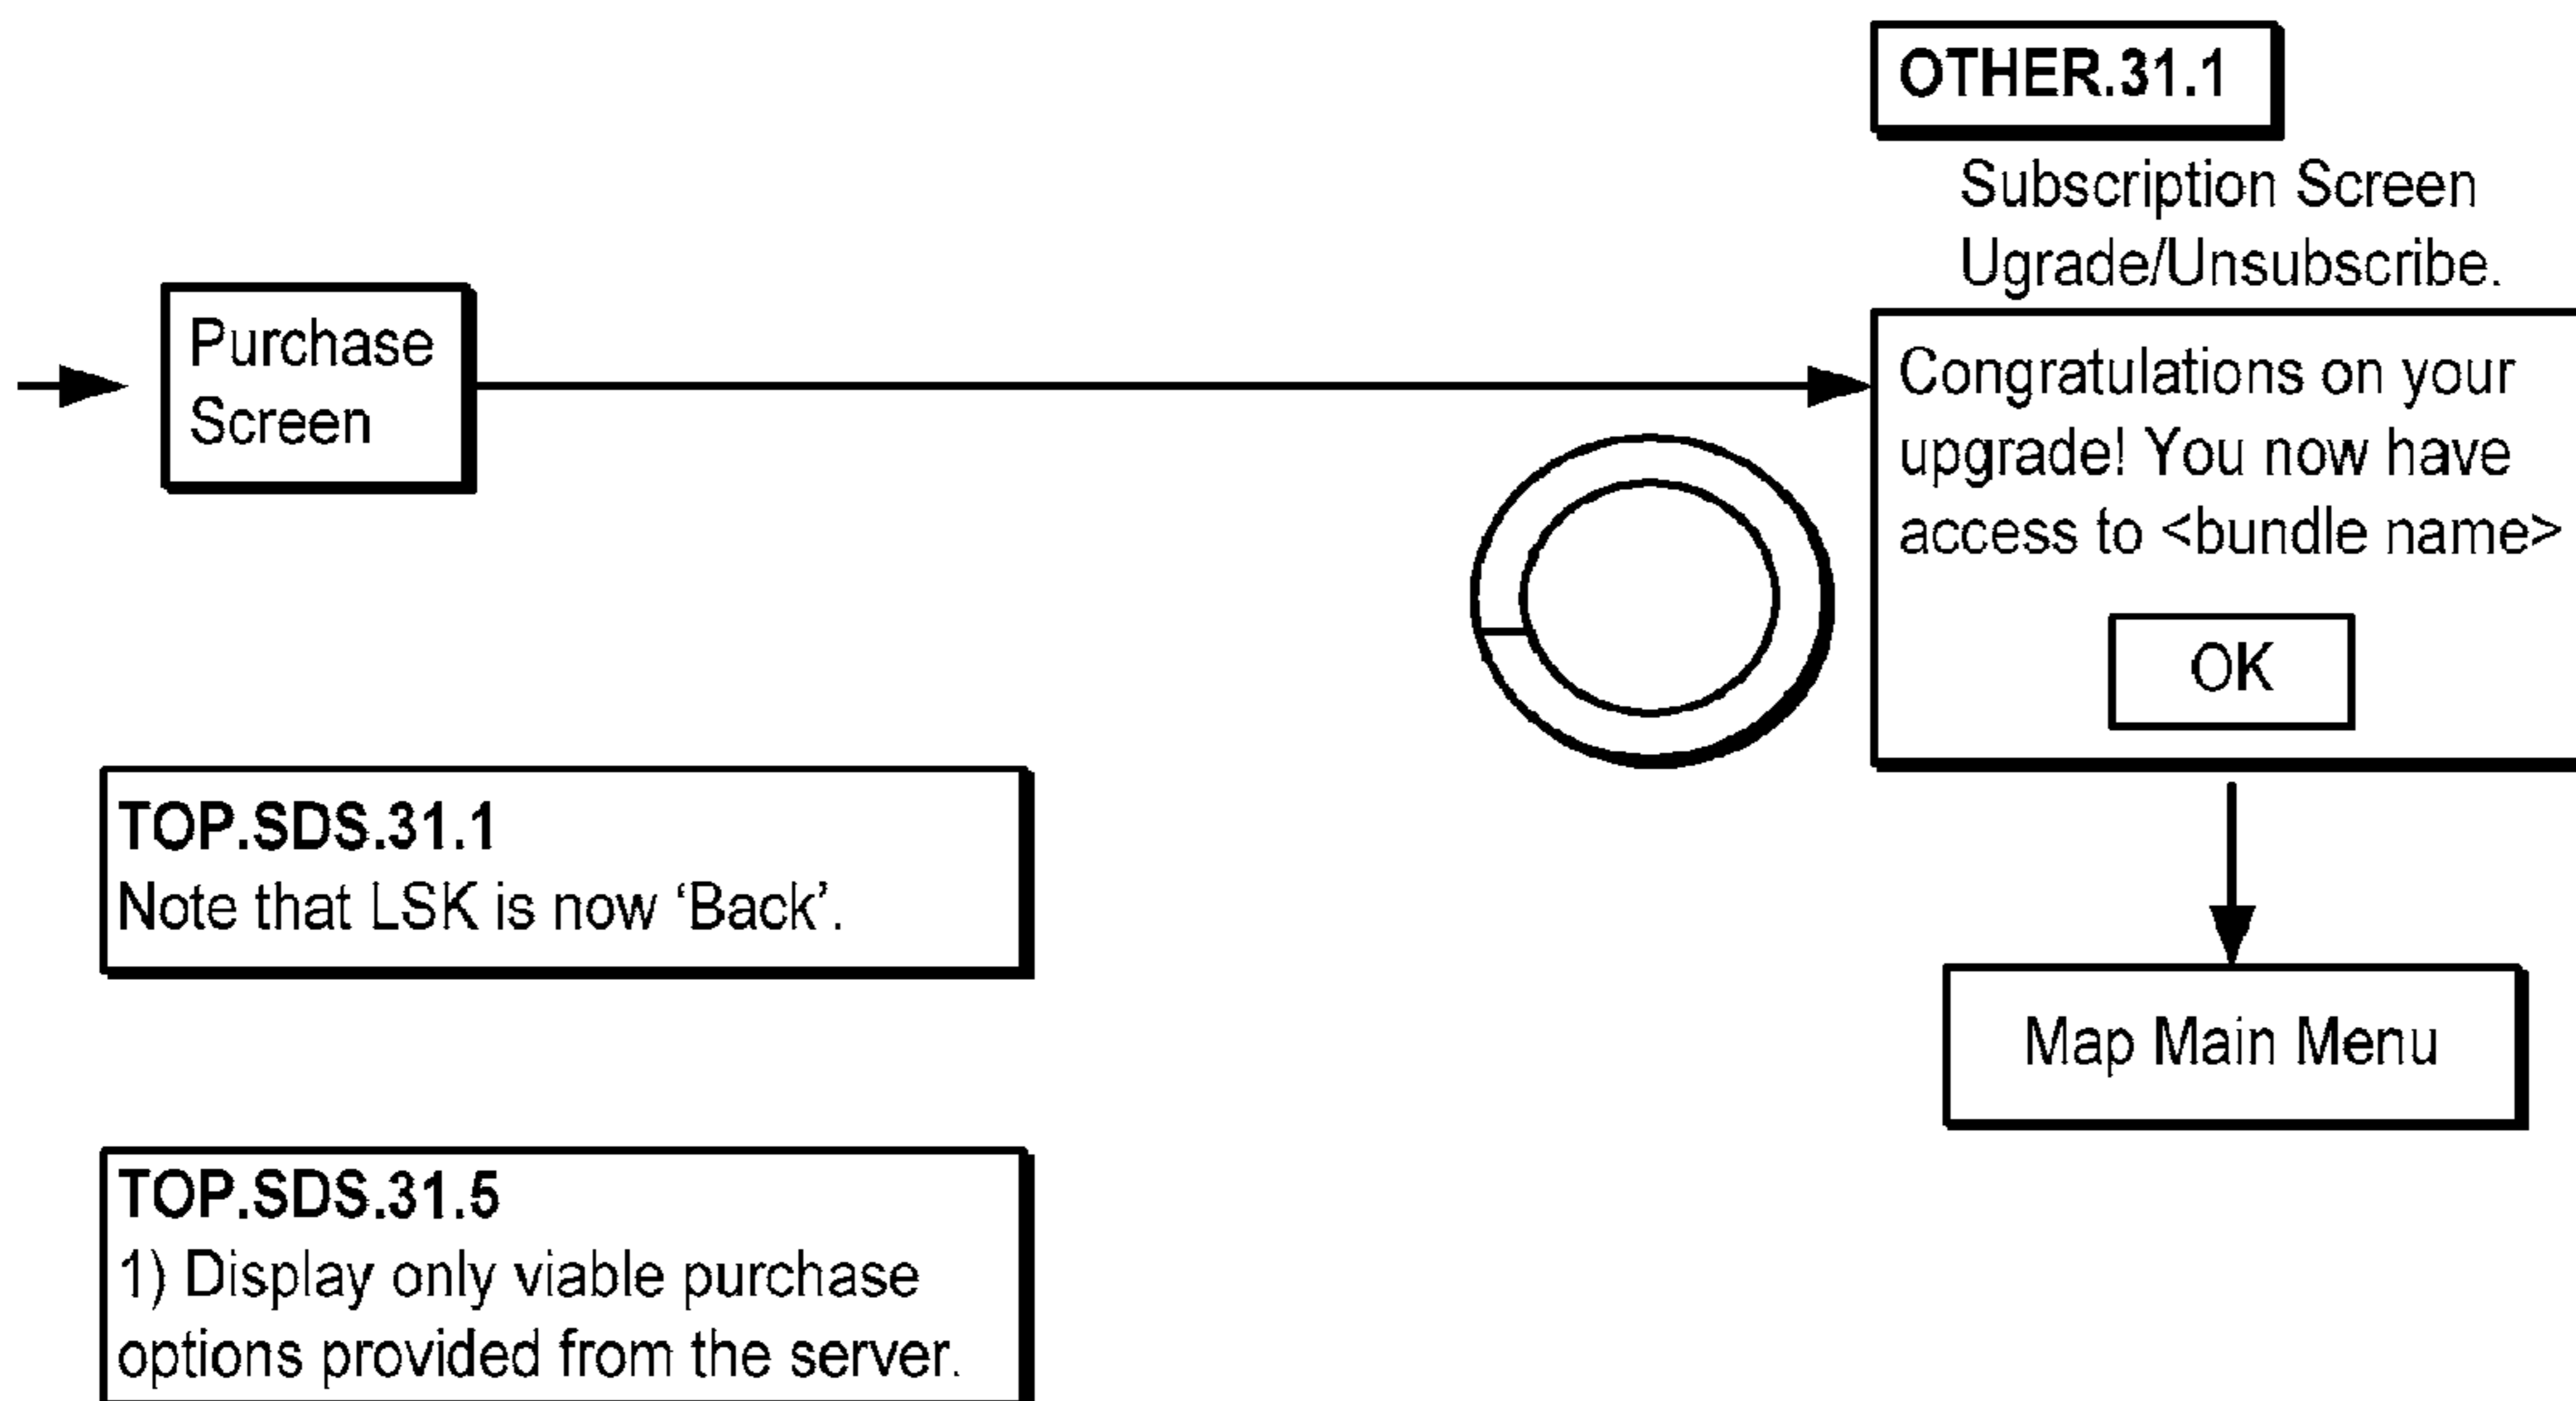 OTHER.31.1
Subscription Screen
Ugrade/Unsubscribe.
Purchase
Screen
Congratulations on your
upgrade! You now have
access to <bundle name>
OK
TOP.SDS.31.1
Note that LSK is now ‘Back’.
Map Main Menu
TOP.SDS.31.5
1) Display only viable purchase
options provided from the server.